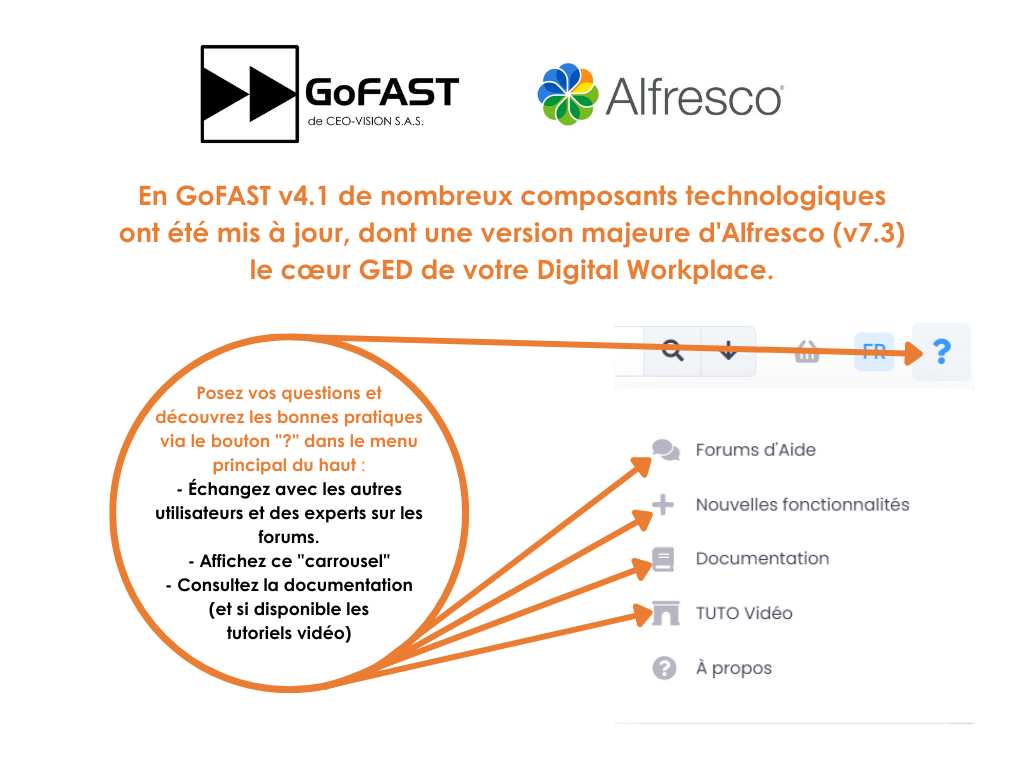 GoFAST
de CEO-VISION S.A.S.
Alfresco
En GoFAST v4.1 de nombreux composants technologiques
ont été mis à jour, dont une version majeure d'Alfresco (v7.3)
le cœur GED de votre Digital Workplace.
FR ?
Posez vos questions et
découvrez les bonnes pratiques
via le bouton "?" dans le menu
principal du haut :
- Échangez avec les autres
utilisateurs et des experts sur les
forums.
- Affichez ce "carrousel"
- Consultez la documentation
(et si disponible les
tutoriels vidéo)
Forums d'Aide
Nouvelles fonctionnalités
Documentation
TUTO Vidéo
À propos